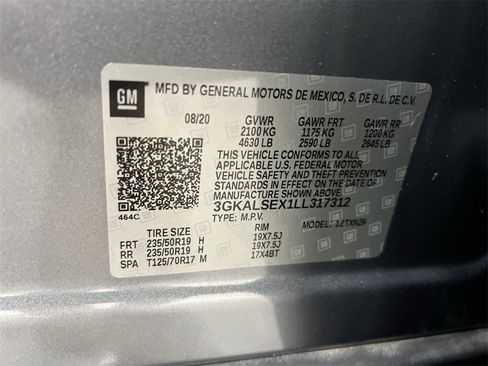 GM
MFD BY GENERAL MOTORS DE MEXICO, S. DE R.L. DE C.V.
08/20 GVWR GAWR FRT GAWR RR
2100 KG 1175 KG 1200 KG
4630 LB 2590 LB 2645 LB
THIS VEHICLE CONFORMS TO ALL
APPLICABLE U.S. FEDERAL MOTOR
VEHICLE SAFETY STANDARDS IN
EFFECT ON THE DATE OF
MANUFACTURE SHOWN ABOVE.
3GKALSEX1LL317312
464C TYPE: M.P.V. MODEL: 12TXN26
TIRE SIZE RIM
FRT 235/50R19 H 19X7.5J
RR 235/50R19 H 19X7.5J
SPA T125/70R17 M 17X4BT